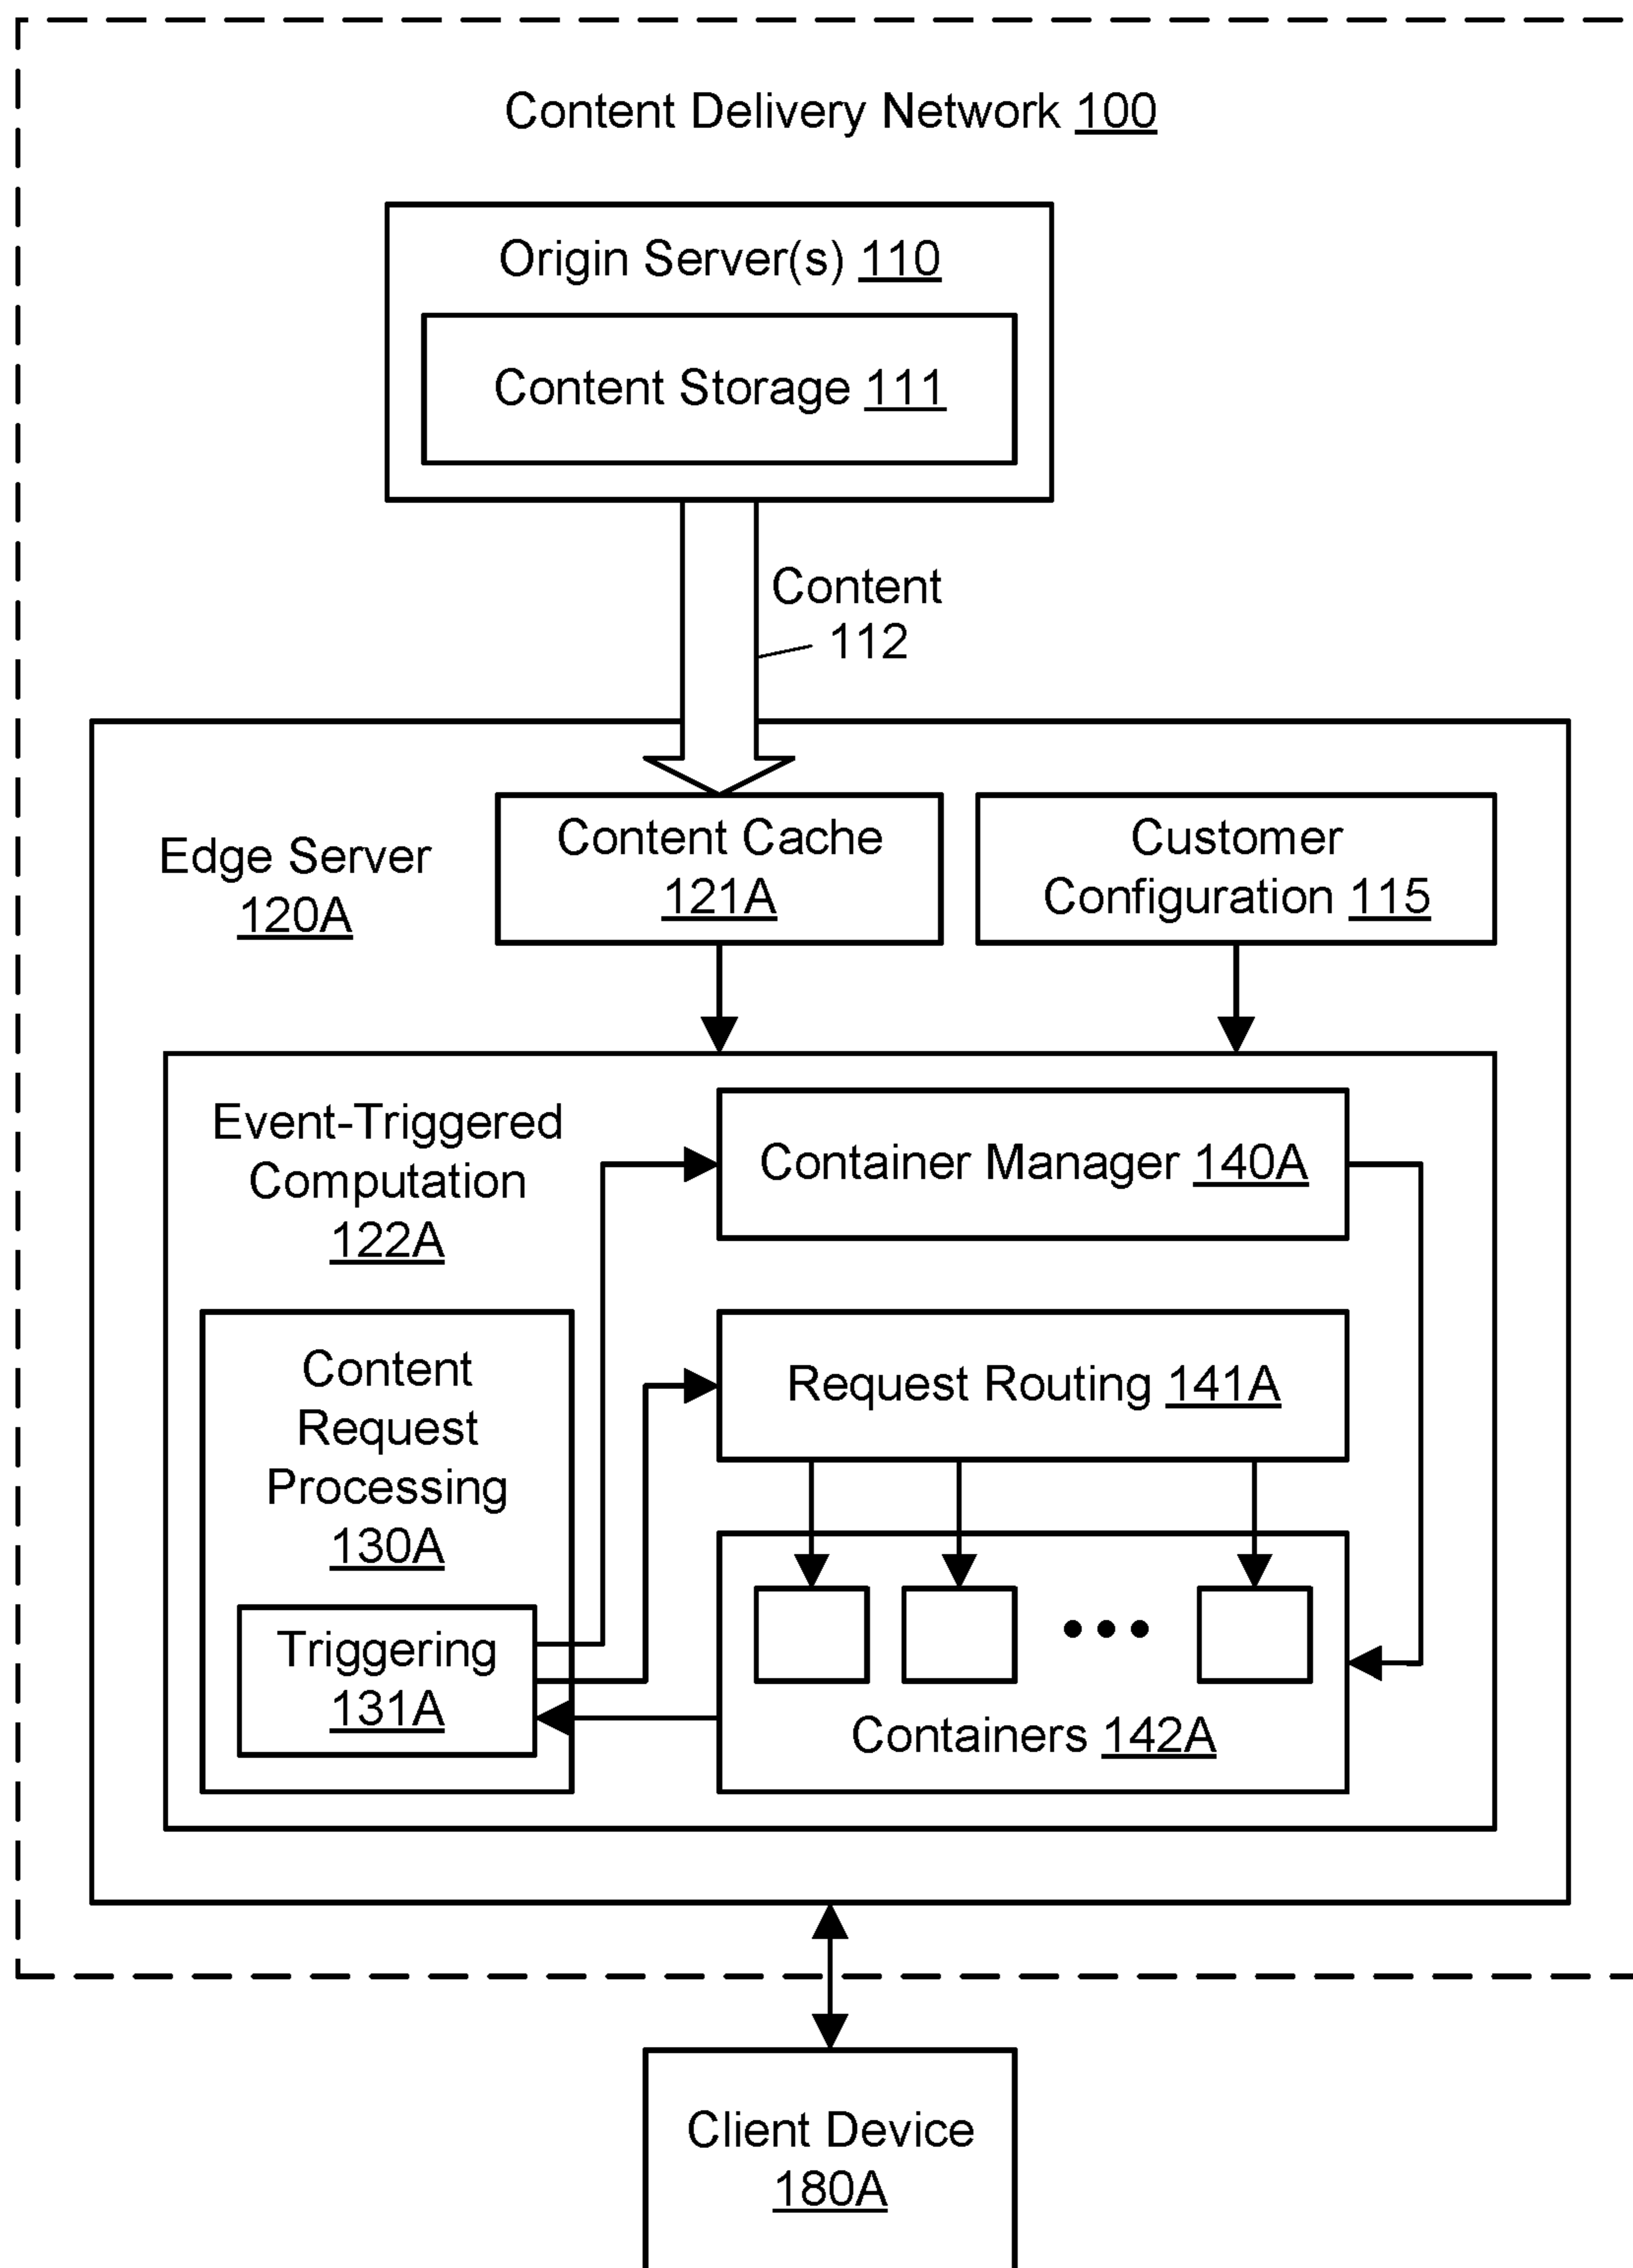 Content Delivery Network 100
Origin Server(s) 110
Content Storage 111
Content
112
Edge Server
120A
Content Cache
121A
Customer
Configuration 115
Event-Triggered
Computation
122A
Container Manager 140A
Content
Request
Processing
130A
Request Routing 141A
Triggering
131A
Containers 142A
Client Device
180A